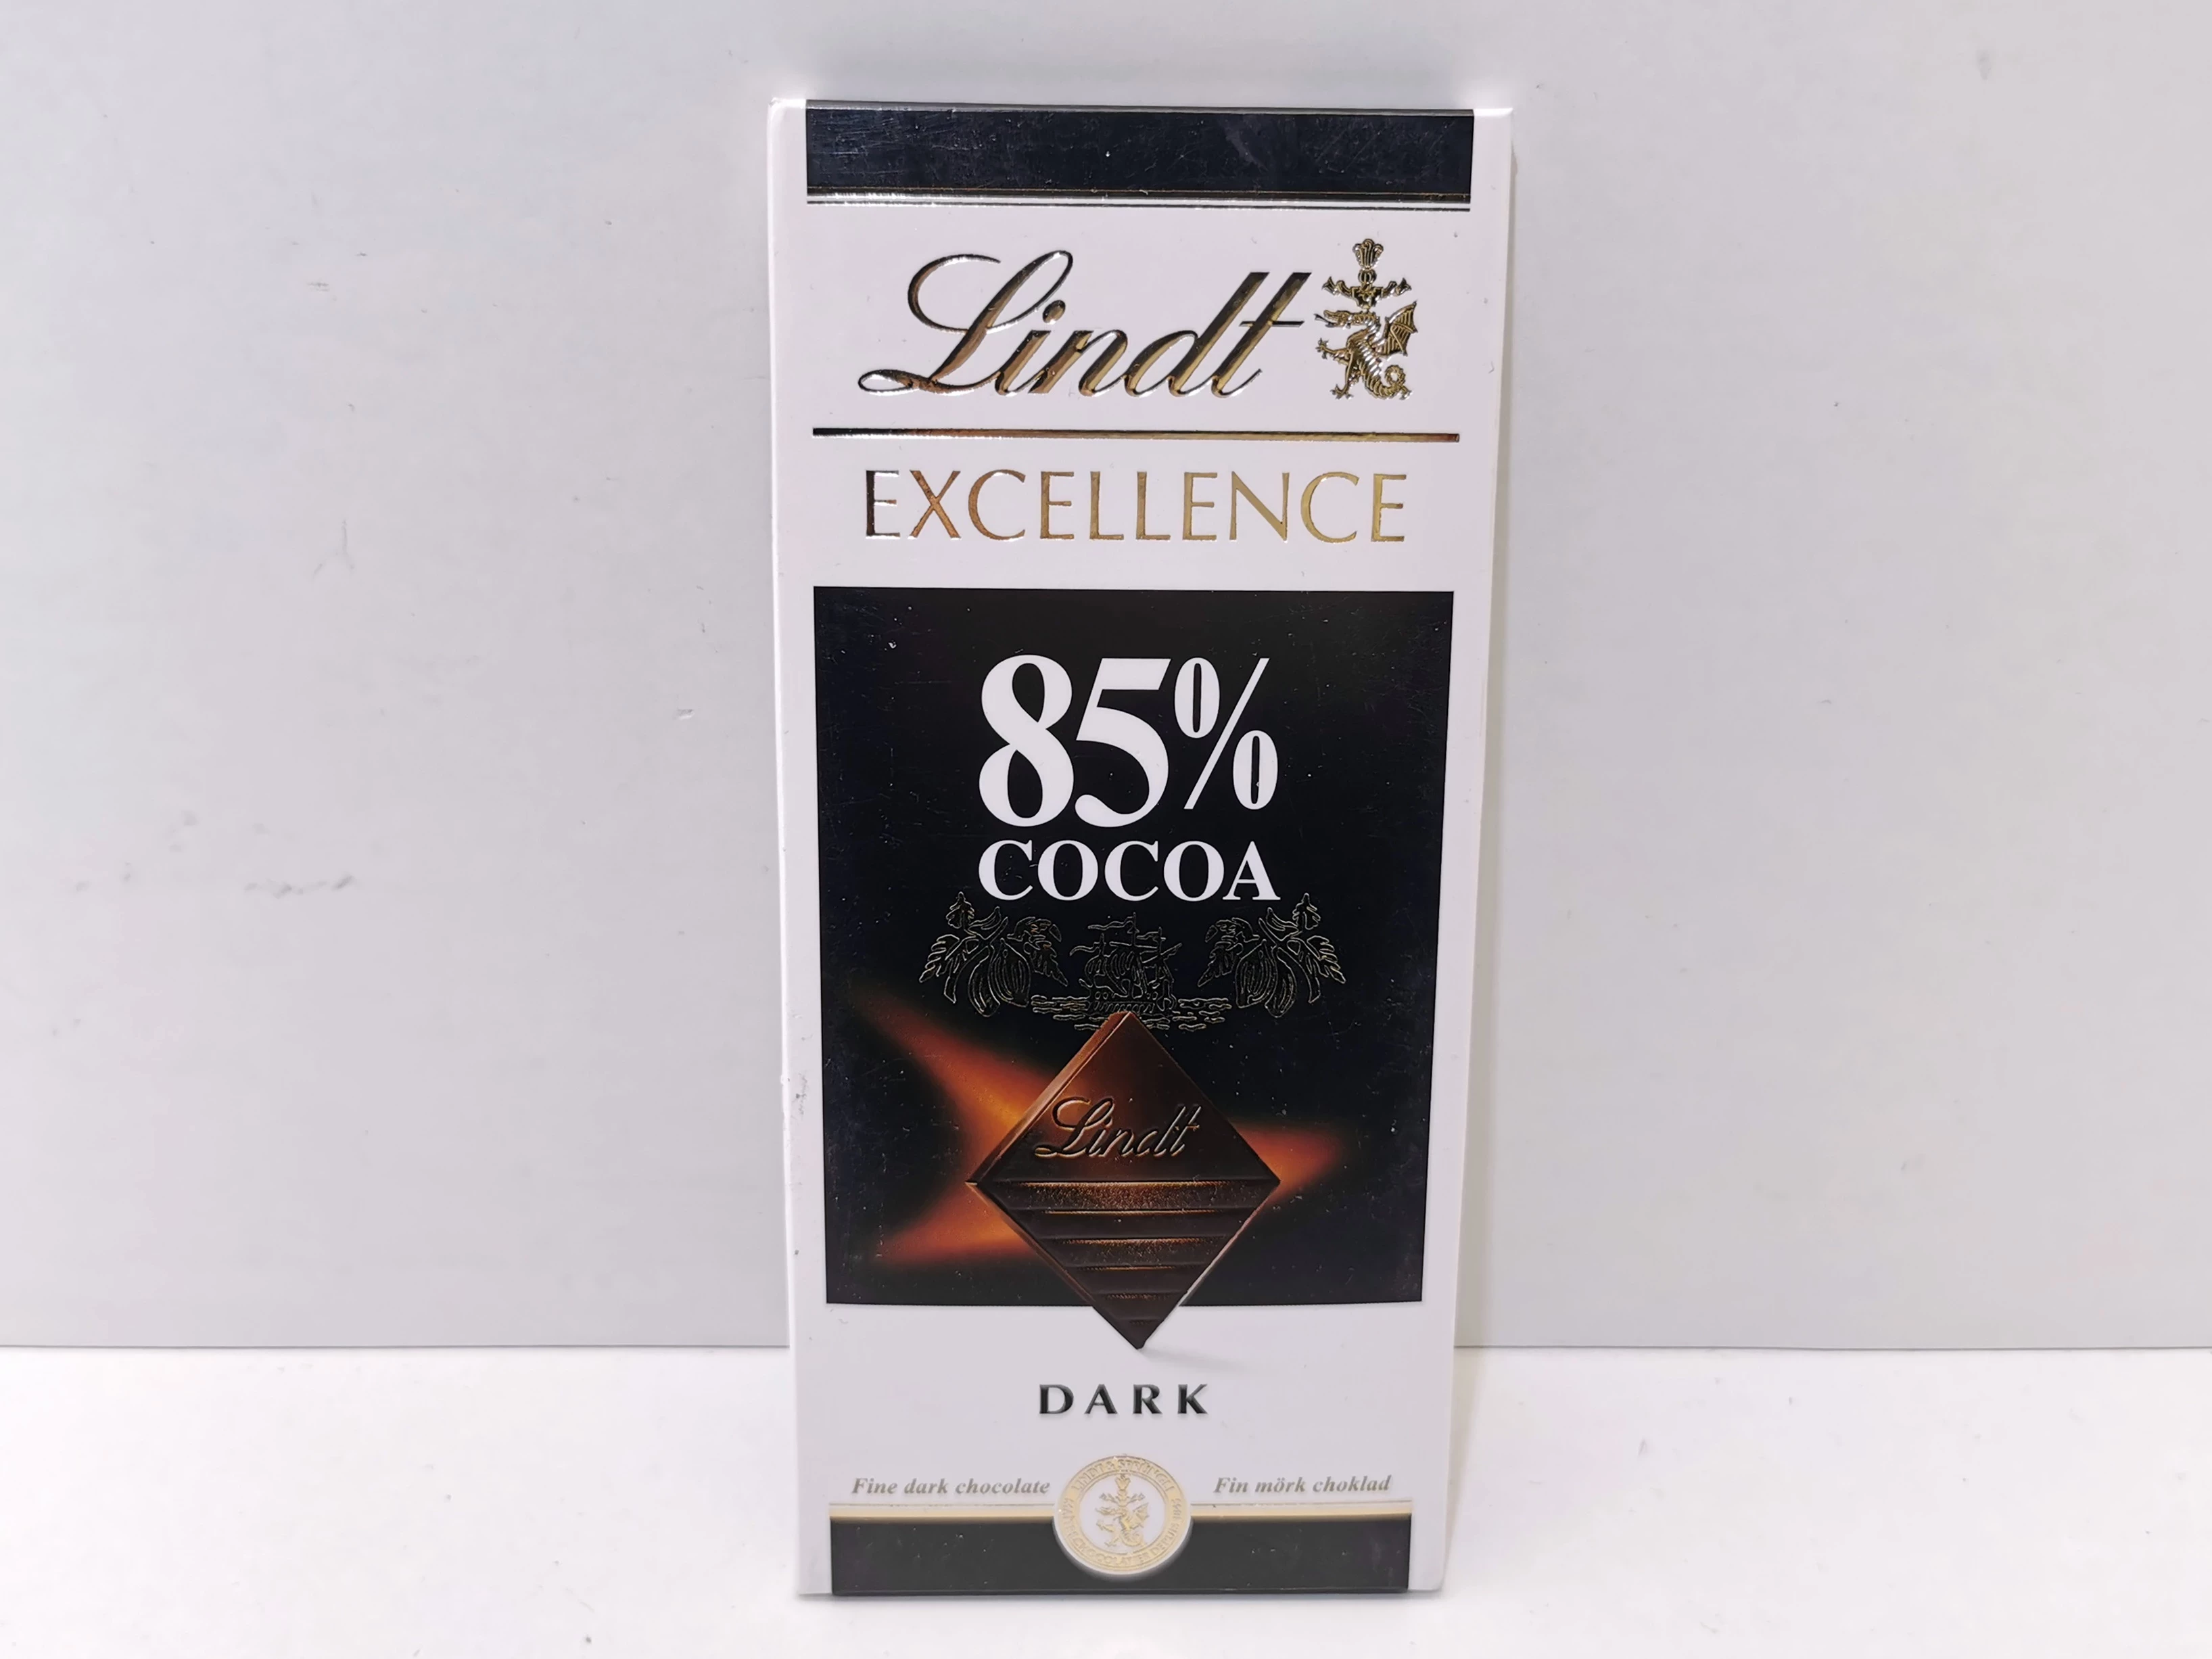 Lindt
EXCELLENCE
85%
COCOA
Lindt
DARK
Fine dark chocolate
Fin mörk choklad